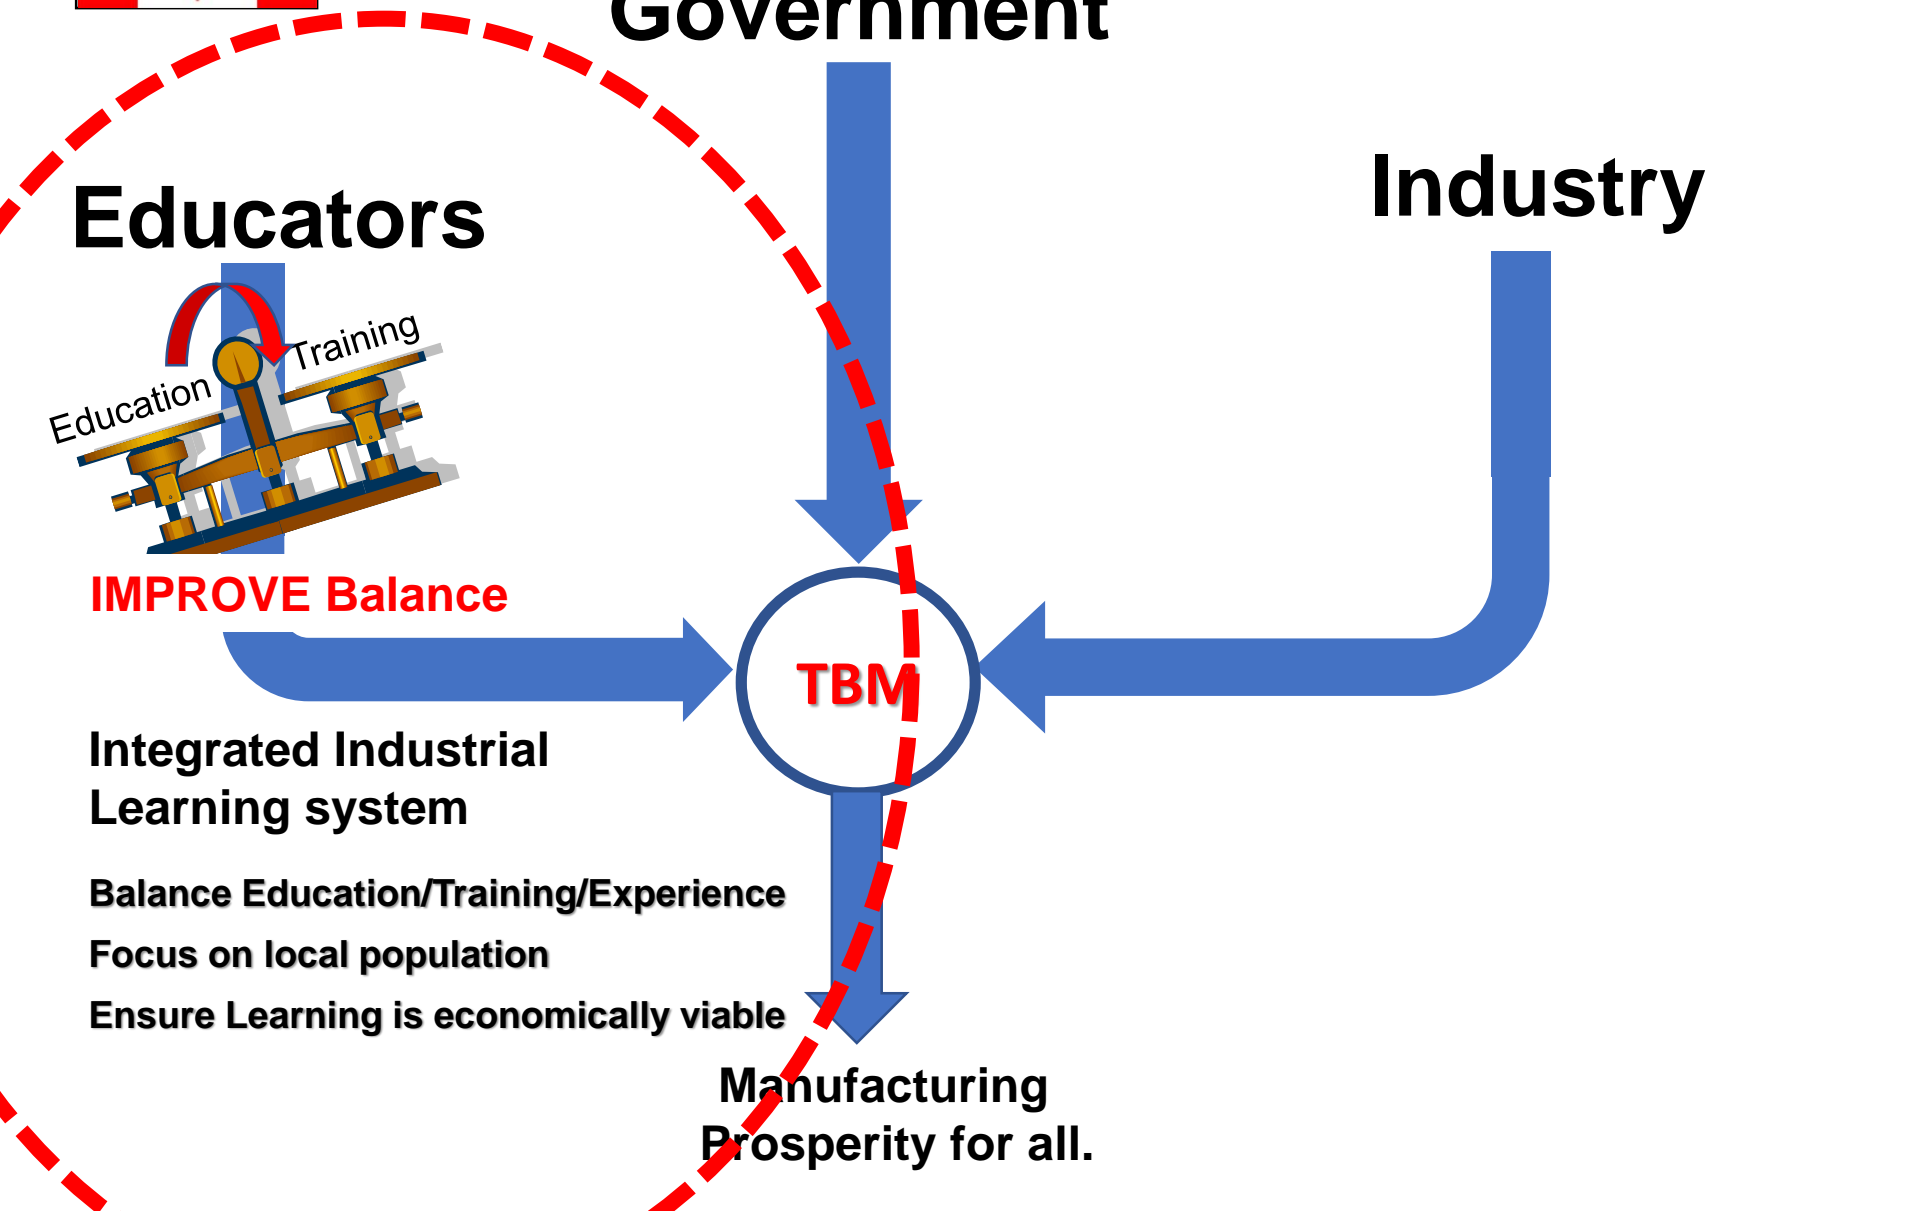 Government
Industry
Educators
Training
Education
IMPROVE Balance
TBM
Integrated Industrial
Learning system
Balance Education/Training/Experience
Focus on local population
Ensure Learning is economically viable
Manufacturing
Prosperity for all.